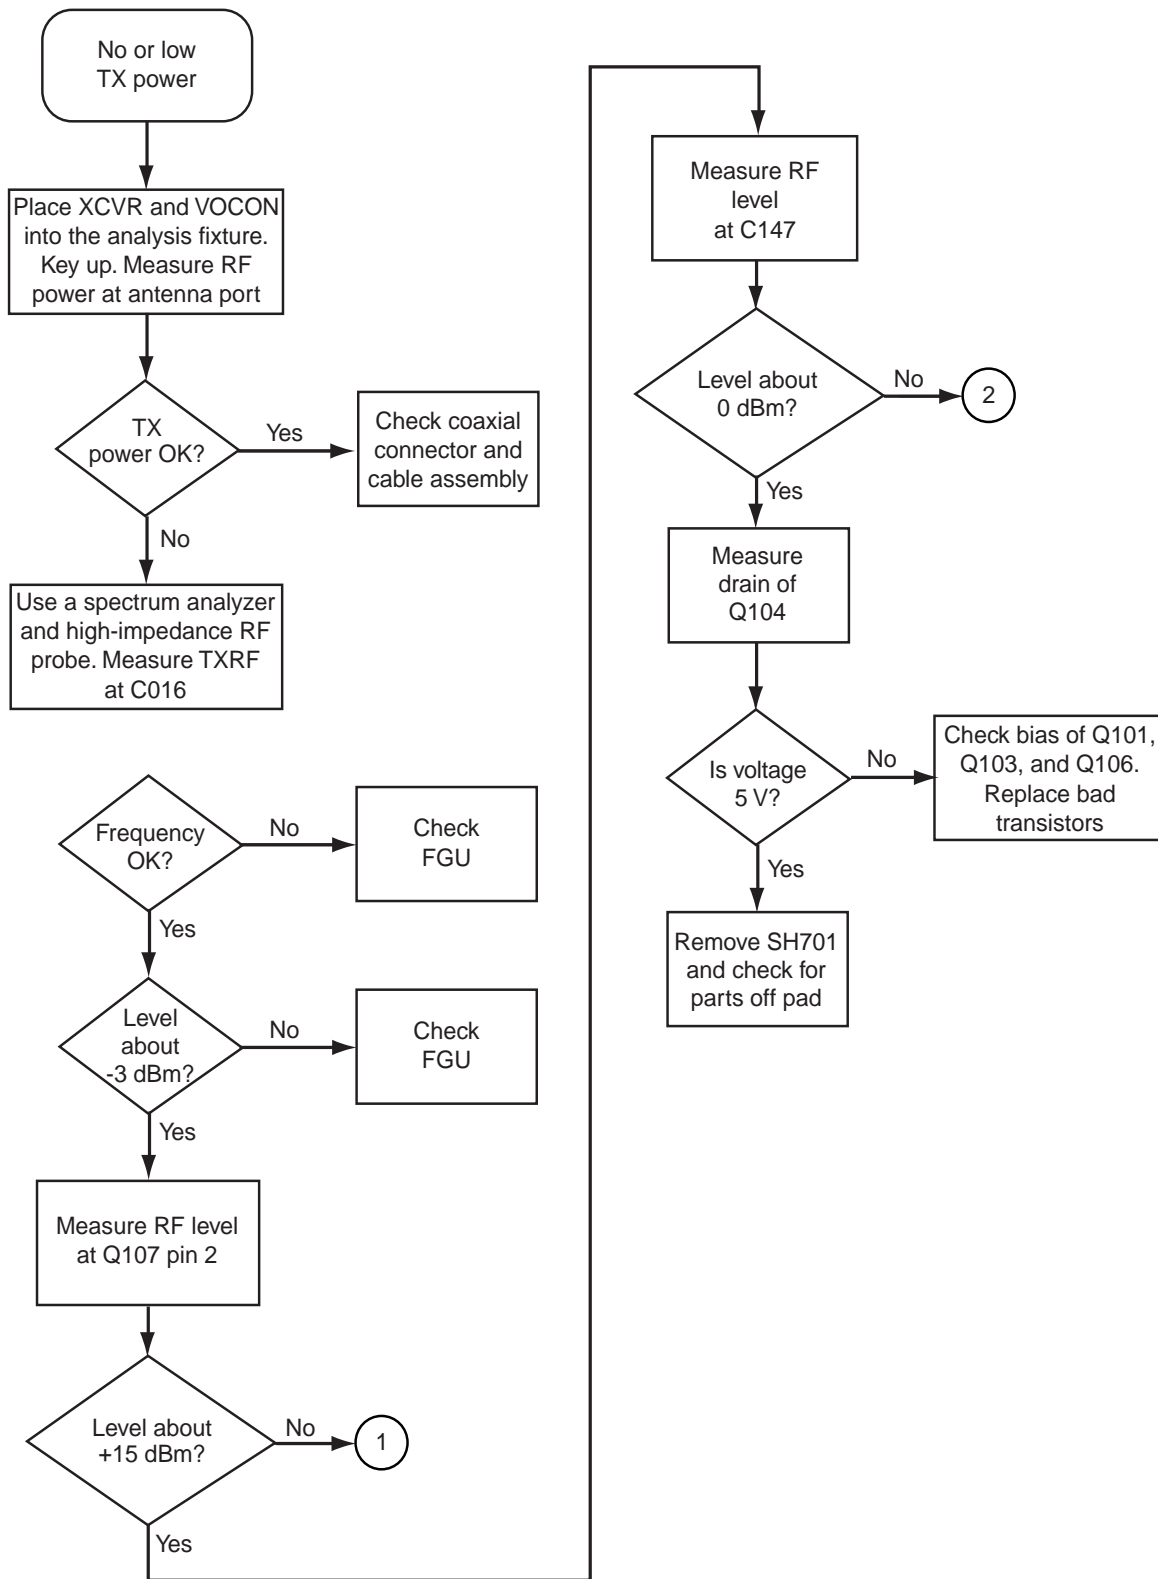 No or low
TX power
Place XCVR and VOCON
into the analysis fixture.
Key up. Measure RF
power at antenna port
TX
power OK?
Yes
Check coaxial
connector and
cable assembly
No
Use a spectrum analyzer
and high-impedance RF
probe. Measure TXRF
at C016
Frequency
OK?
No
Check
FGU
Yes
Level
about
-3 dBm?
No
Check
FGU
Yes
Measure RF level
at Q107 pin 2
Level about
+15 dBm?
No
1
Yes
Measure RF
level
at C147
Level about
0 dBm?
No
2
Yes
Measure
drain of
Q104
Is voltage
5 V?
No
Check bias of Q101,
Q103, and Q106.
Replace bad
transistors
Yes
Remove SH701
and check for
parts off pad